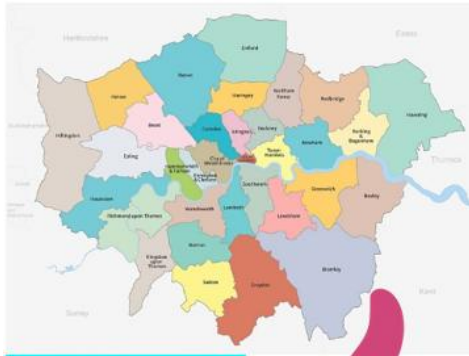 Hertfordshire
Essex
Enfield
Barnet
Harrow
Haringey
Waltham
Forest
Redbridge
Havering
Hillingdon
Brent
Camden
Islington
Hackney
Barking &
Dagenham
Newham
Ealing
Tower
Hamlets
Thurrock
Hounslow
Southwark
Greenwich
Bexley
Richmond upon Thames
Wandsworth
Lambeth
Lewisham
Merton
Kingdom
upon
Thames
Sutton
Croydon
Bromley
Surrey
Kent